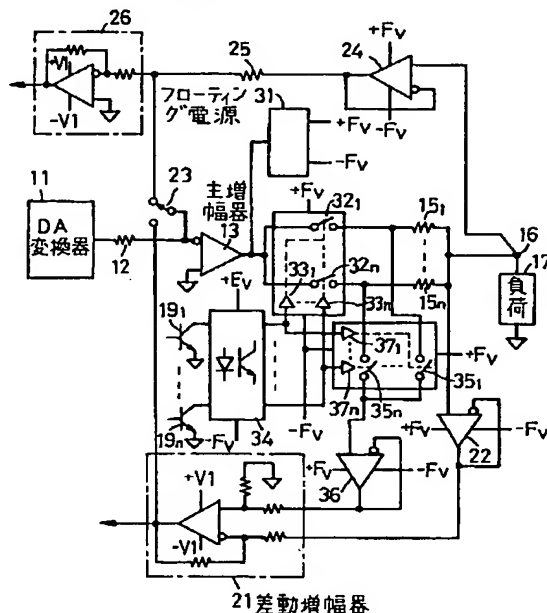 26
+V1
-V1
25
+Fv
24
-Fv
フローティン
グ電源
31
+Fv
-Fv
11
DA
変換器
12
23
主増
幅器
13
+Fv
32₁
33₁
32n
33n
15₁
15n
16
17
負荷
+Ev
19₁
19n
34
-Fv
-Fv
37₁
37n
35n
35₁
+Fv
-Fv
+Fv
36
-Fv
+Fv
22
-Fv
+V1
-V1
21 差動増幅器